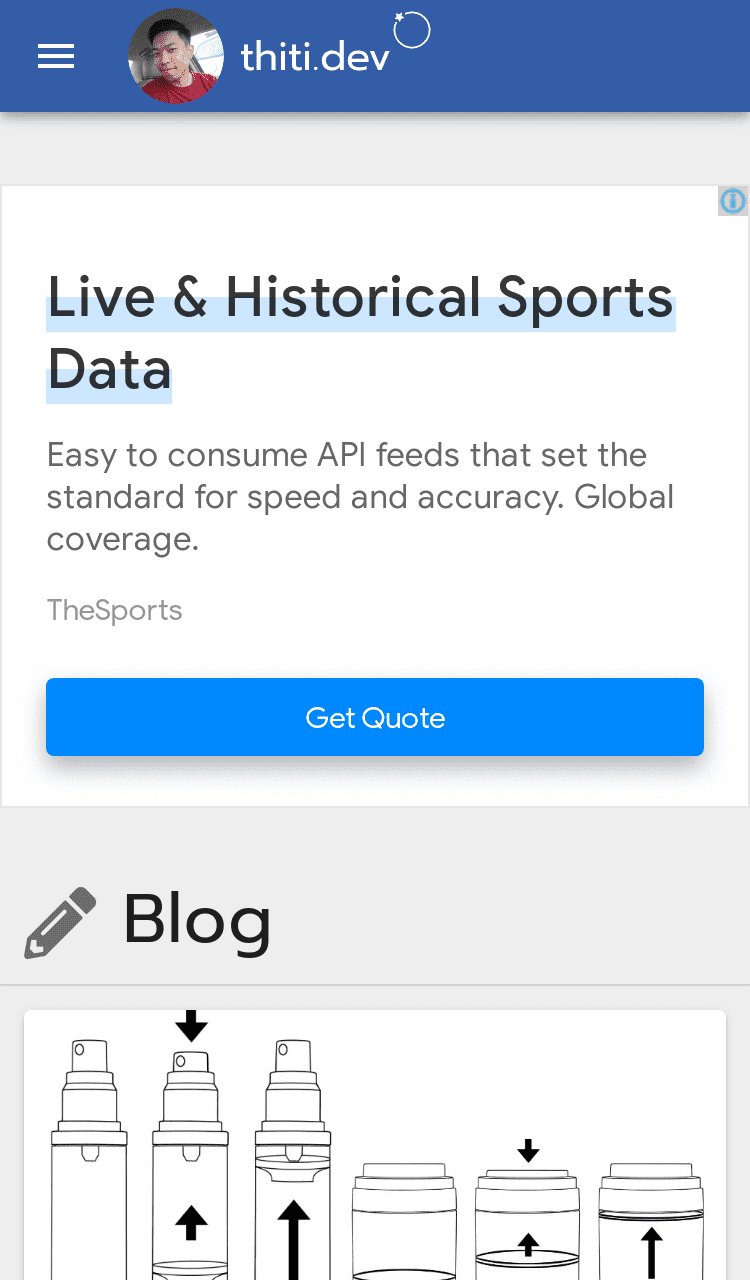 thiti.dev
Live & Historical Sports
Data
Easy to consume API feeds that set the
standard for speed and accuracy. Global
coverage.
TheSports
Get Quote
Blog